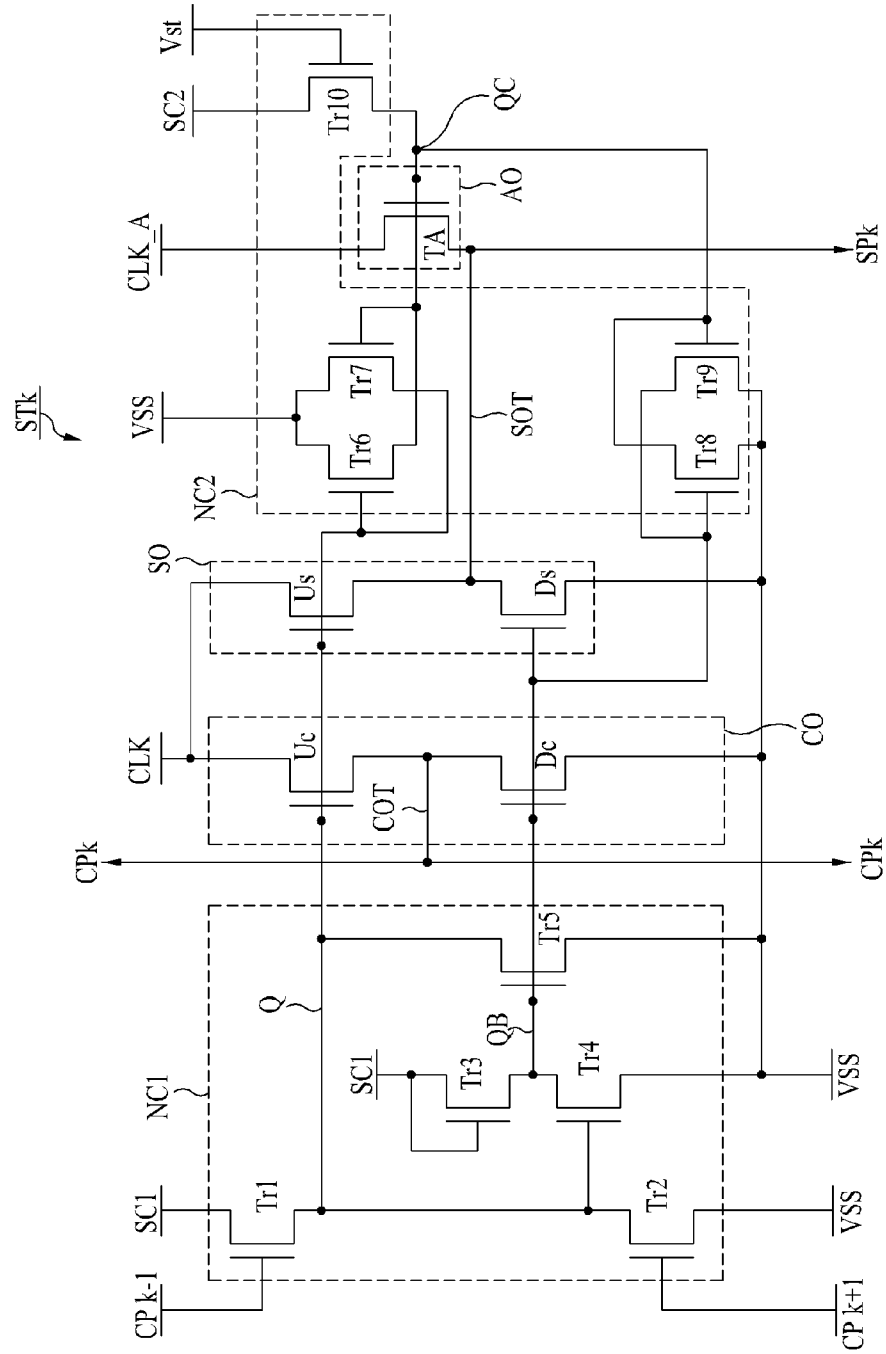 STk
CP k-1
SC1
NC1
Q
CPk
CLK
SO
NC2
VSS
CLK_A
SC2
Vst
Tr1
Uc
Us
Tr6
Tr7
Tr10
COT
TA
AO
QC
SC1
Tr3
QB
Tr5
Dc
Ds
SOT
Tr4
Tr2
Tr8
Tr9
CP k+1
VSS
VSS
CPk
CO
SPk